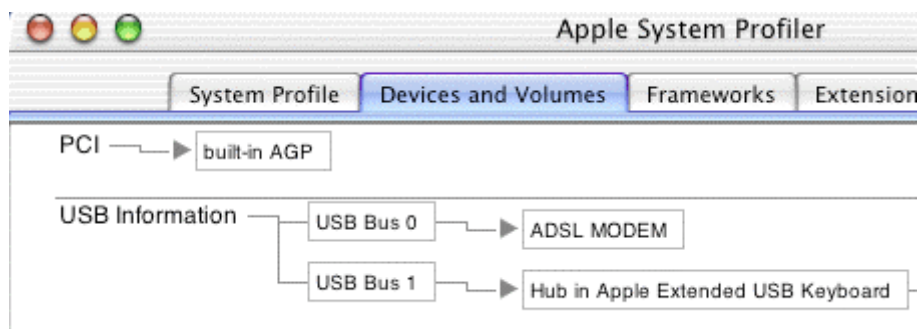 Apple System Profiler
System Profile Devices and Volumes Frameworks Extension
PCI built-in AGP
USB Information USB Bus 0 ADSL MODEM
USB Bus 1 Hub in Apple Extended USB Keyboard